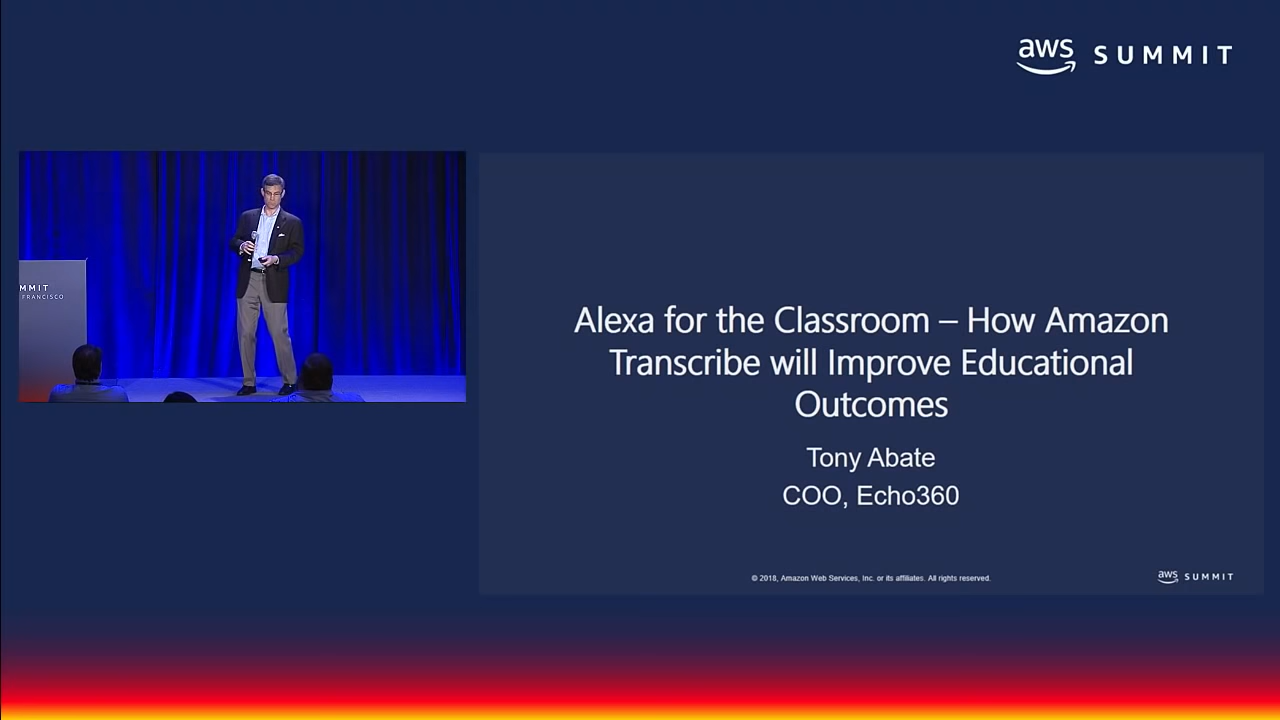 aws SUMMIT
MMIT
FRANCISCO
Alexa for the Classroom – How Amazon
Transcribe will Improve Educational
Outcomes
Tony Abate
COO, Echo360
© 2018, Amazon Web Services, Inc. or its affiliates. All rights reserved.
aws SUMMIT